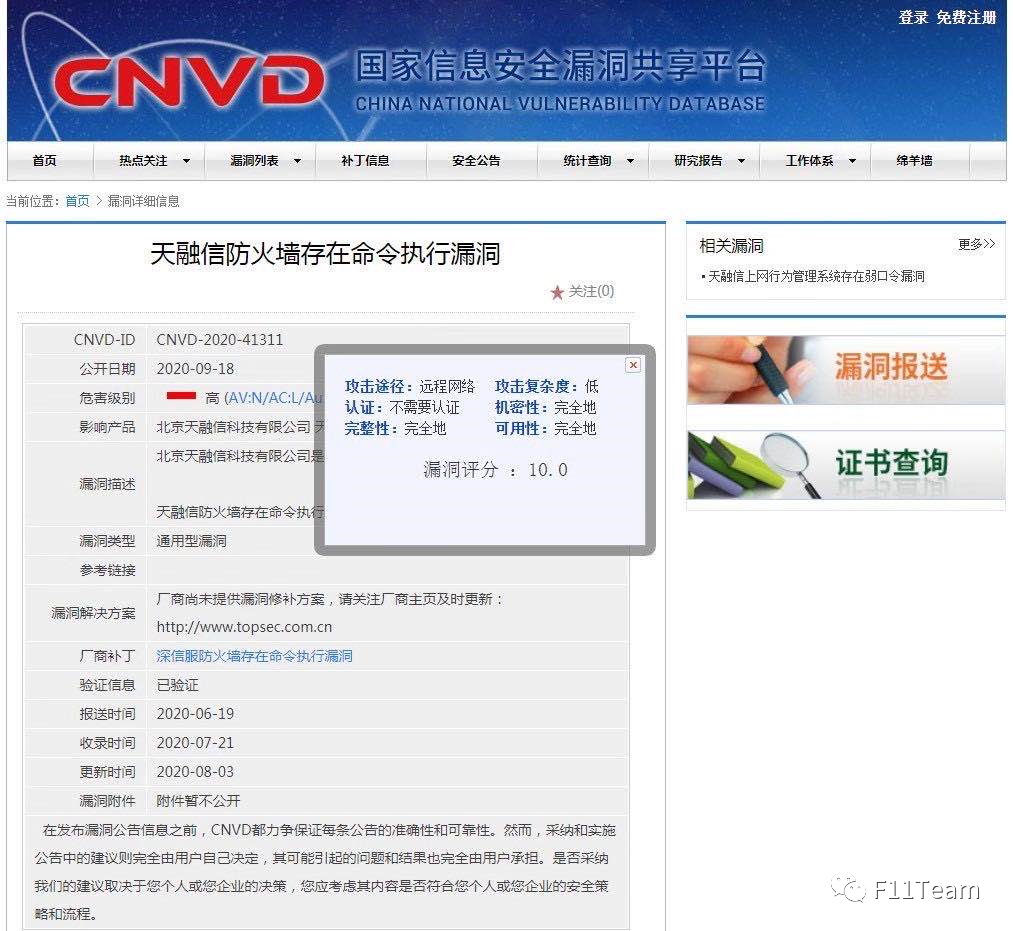 登录 免费注册
CNVD 国家信息安全漏洞共享平台
CHINA NATIONAL VULNERABILITY DATABASE
首页 热点关注 漏洞列表 补丁信息 安全公告 统计查询 研究报告 工作体系 绵羊墙
当前位置：首页 > 漏洞详细信息
天融信防火墙存在命令执行漏洞
关注(0)
CNVD-ID CNVD-2020-41311
公开日期 2020-09-18
危害级别 高 (AV:N/AC:L/Au
影响产品 北京天融信科技有限公司 天
漏洞描述 北京天融信科技有限公司是
天融信防火墙存在命令执行
漏洞类型 通用型漏洞
参考链接
漏洞解决方案 厂商尚未提供漏洞修补方案，请关注厂商主页及时更新：
http://www.topsec.com.cn
厂商补丁 深信服防火墙存在命令执行漏洞
验证信息 已验证
报送时间 2020-06-19
收录时间 2020-07-21
更新时间 2020-08-03
漏洞附件 附件暂不公开
在发布漏洞公告信息之前，CNVD都力争保证每条公告的准确性和可靠性。然而，采纳和实施
公告中的建议则完全由用户自己决定，其可能引起的问题和结果也完全由用户承担。是否采纳
我们的建议取决于您个人或您企业的决策，您应考虑其内容是否符合您个人或您企业的安全策
略和流程。
攻击途径：远程网络 攻击复杂度：低
认证：不需要认证 机密性：完全地
完整性：完全地 可用性：完全地
漏洞评分 ：10.0
相关漏洞 更多>>
天融信上网行为管理系统存在弱口令漏洞
漏洞报送
证书查询
F11Team